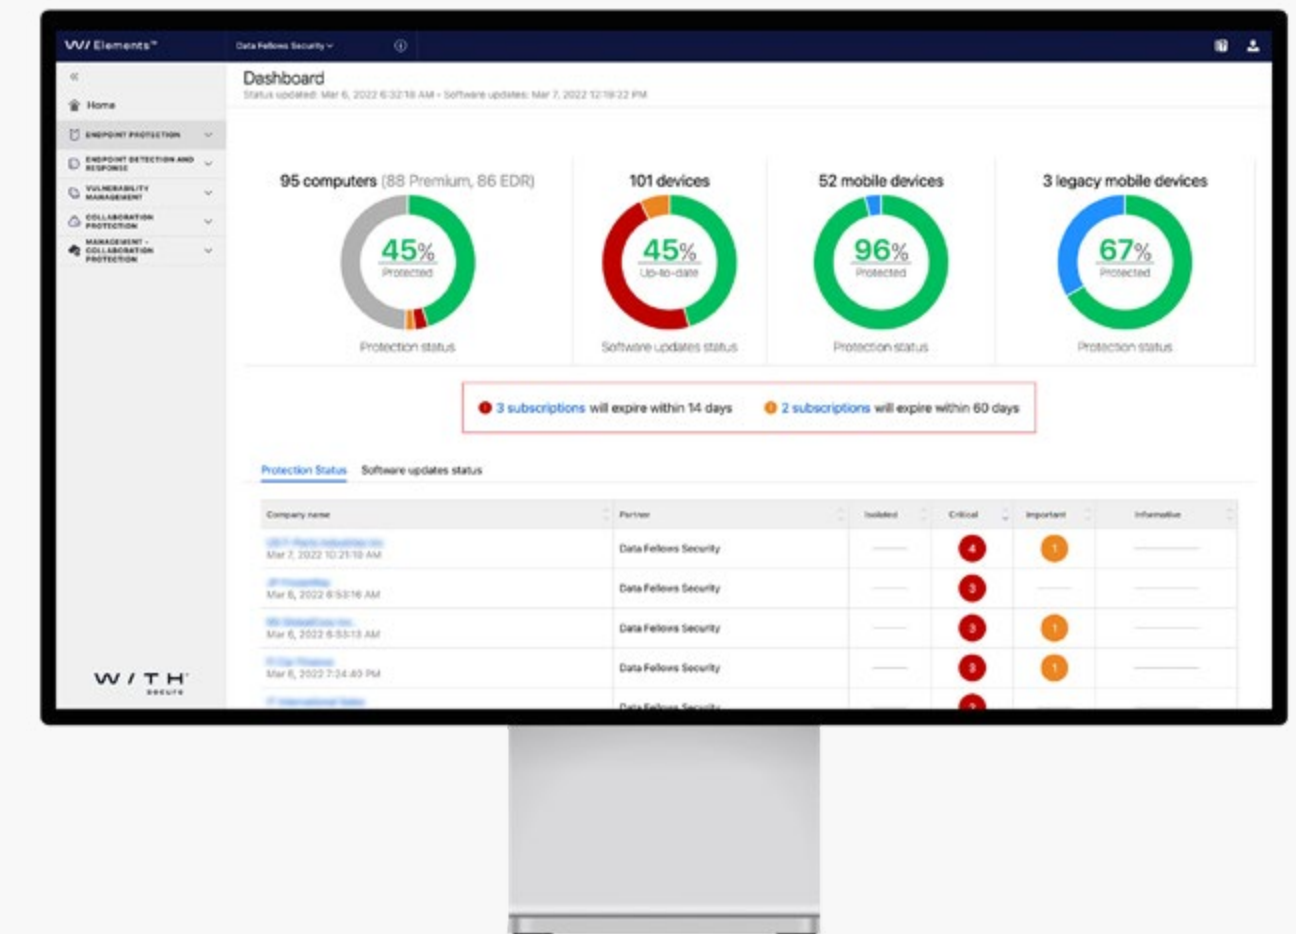 W/ Elements™
Data Fellows Security
Dashboard
Status updated: Mar 6, 2022 6:32:18 AM - Software updates: Mar 7, 2022 12:19:22 PM
Home
ENDPOINT PROTECTION
ENDPOINT DETECTION AND
RESPONSE
VULNERABILITY
MANAGEMENT
COLLABORATION
PROTECTION
MANAGEMENT -
COLLABORATION
PROTECTION
W / T H
secure
95 computers (88 Premium, 86 EDR)
45%
Protected
Protection status
101 devices
45%
Up-to-date
Software updates status
52 mobile devices
96%
Protected
Protection status
3 legacy mobile devices
67%
Protected
Protection status
3 subscriptions will expire within 14 days
2 subscriptions will expire within 60 days
Protection Status Software updates status
Company name Partner Isolated Critical Important Informative
Mar 7, 2022 10:21:19 AM Data Fellows Security 4 1
Mar 6, 2022 6:53:16 AM Data Fellows Security 3
Mar 6, 2022 6:53:13 AM Data Fellows Security 3 1
Mar 6, 2022 7:24:40 PM Data Fellows Security 3 1
Data Fellows Security